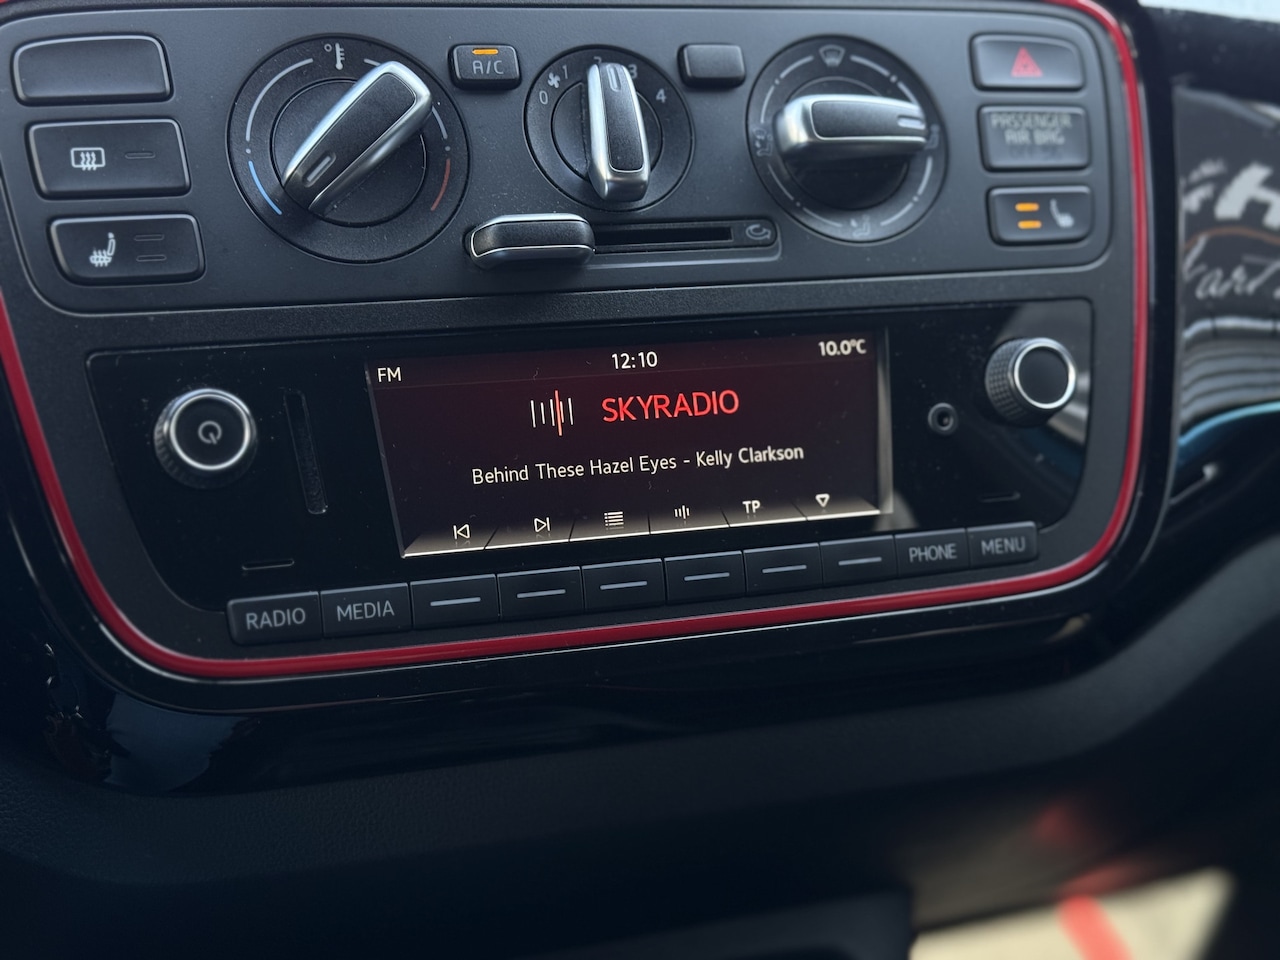 A/C
0 1 2 3 4
PASSENGER
AIR BAG
FM
12:10
10.0°C
SKYRADIO
Behind These Hazel Eyes - Kelly Clarkson
TP
RADIO
MEDIA
PHONE
MENU